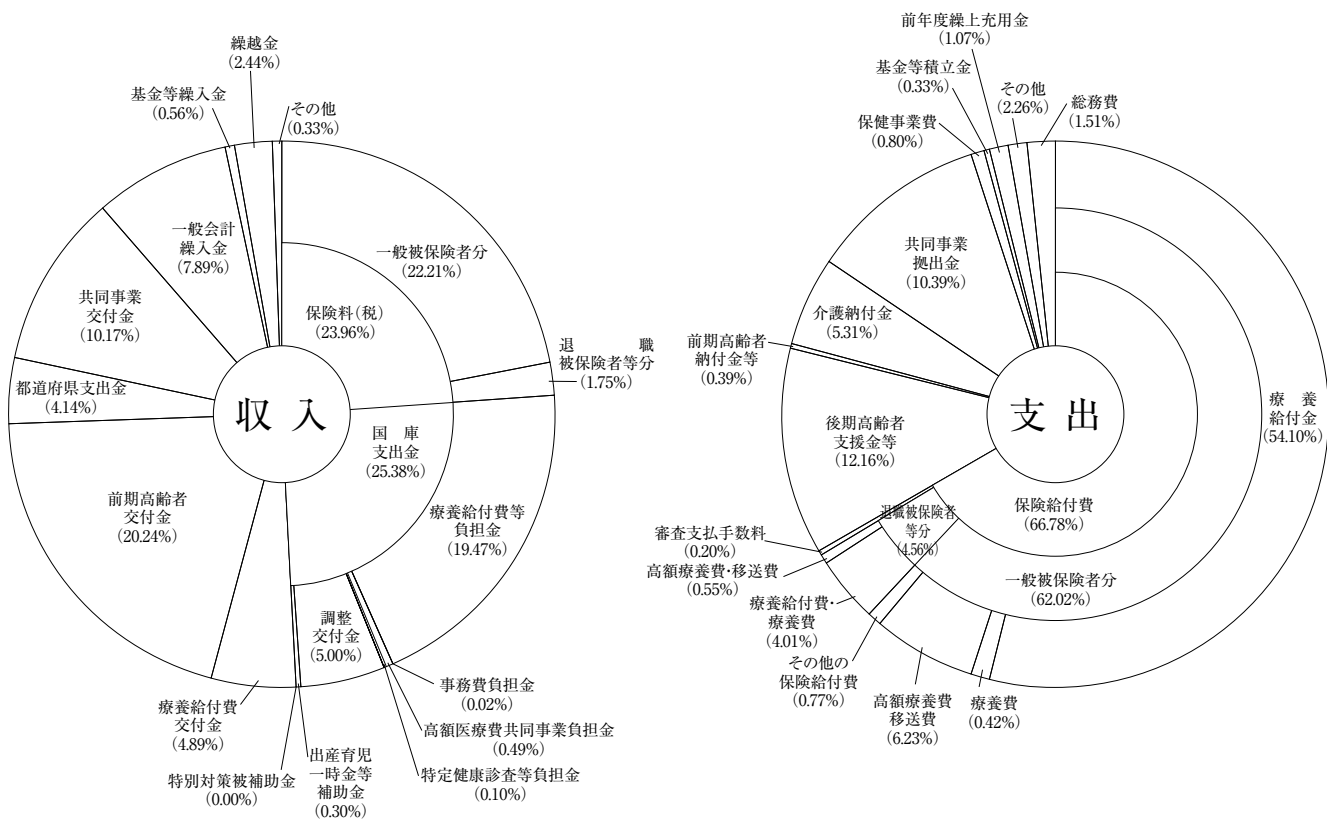 繰越金
(2.44%)
基金等繰入金
(0.56%)
その他
(0.33%)
一般会計
繰入金
(7.89%)
一般被保険者分
(22.21%)
保険料(税)
(23.96%)
共同事業
交付金
(10.17%)
退職
被保険者等分
(1.75%)
都道府県支出金
(4.14%)
収入
国庫
支出金
(25.38%)
前期高齢者
交付金
(20.24%)
療養給付費等
負担金
(19.47%)
調整
交付金
(5.00%)
事務費負担金
(0.02%)
高額医療費共同事業負担金
(0.49%)
特定健康診査等負担金
(0.10%)
出産育児
一時金等
補助金
(0.30%)
特別対策被補助金
(0.00%)
療養給付費
交付金
(4.89%)
前年度繰上充用金
(1.07%)
基金等積立金
(0.33%)
その他
(2.26%)
総務費
(1.51%)
保健事業費
(0.80%)
共同事業
拠出金
(10.39%)
介護納付金
(5.31%)
前期高齢者
納付金等
(0.39%)
後期高齢者
支援金等
(12.16%)
支出
療養
給付金
(54.10%)
保険給付費
(66.78%)
退職被保険者
等分
(4.56%)
一般被保険者分
(62.02%)
審査支払手数料
(0.20%)
高額療養費・移送費
(0.55%)
療養給付費・
療養費
(4.01%)
その他の
保険給付費
(0.77%)
高額療養費
移送費
(6.23%)
療養費
(0.42%)